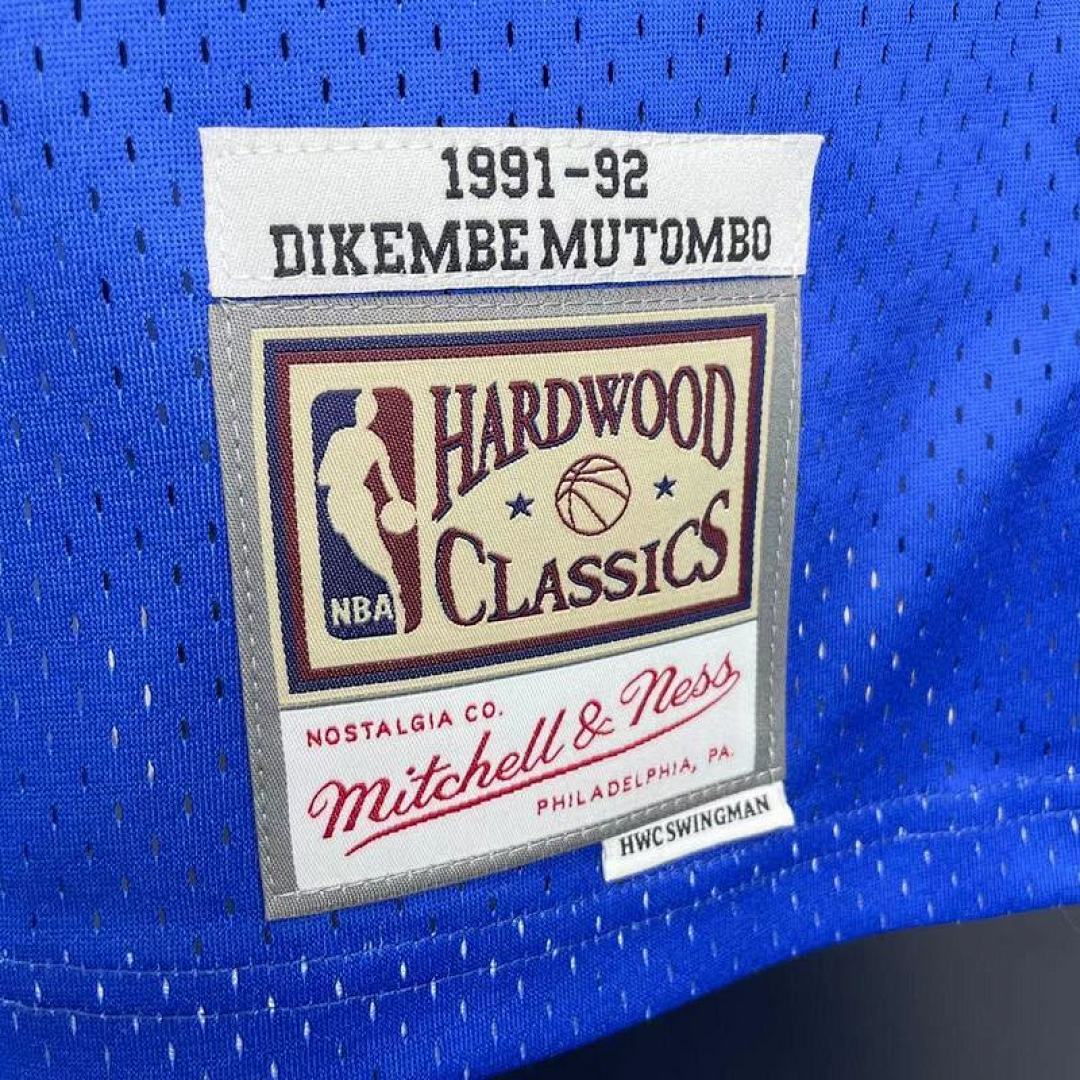 1991-92
DIKEMBE MUTOMBO
HARDWOOD
CLASSICS
NBA
NOSTALGIA CO.
Mitchell & Ness
PHILADELPHIA, PA.
HWC SWINGMAN